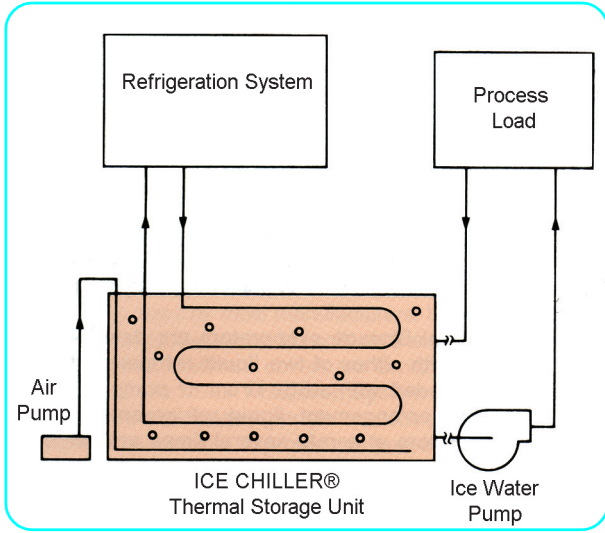 Refrigeration System
Process
Load
Air
Pump
ICE CHILLER®
Thermal Storage Unit
Ice Water
Pump